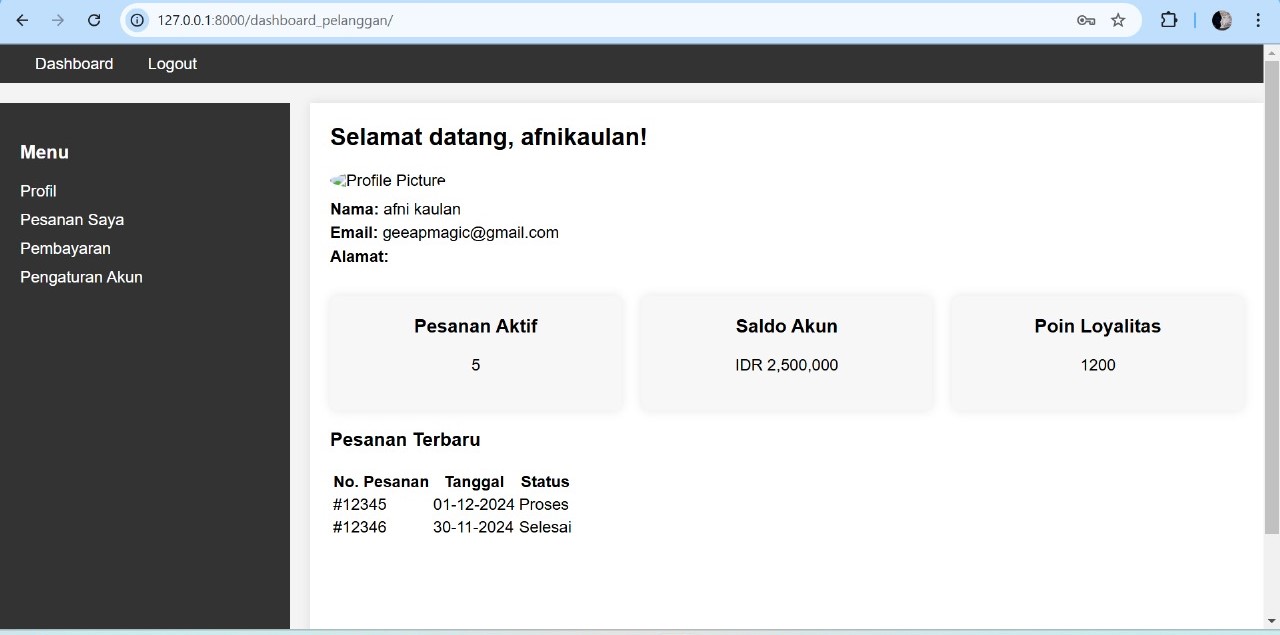 127.0.0.1:8000/dashboard_pelanggan/
Dashboard Logout
Menu
Profil
Pesanan Saya
Pembayaran
Pengaturan Akun
Selamat datang, afnikaulan!
Profile Picture
Nama: afni kaulan
Email: geeapmagic@gmail.com
Alamat:
Pesanan Aktif
5
Saldo Akun
IDR 2,500,000
Poin Loyalitas
1200
Pesanan Terbaru
No. Pesanan Tanggal Status
#12345 01-12-2024 Proses
#12346 30-11-2024 Selesai